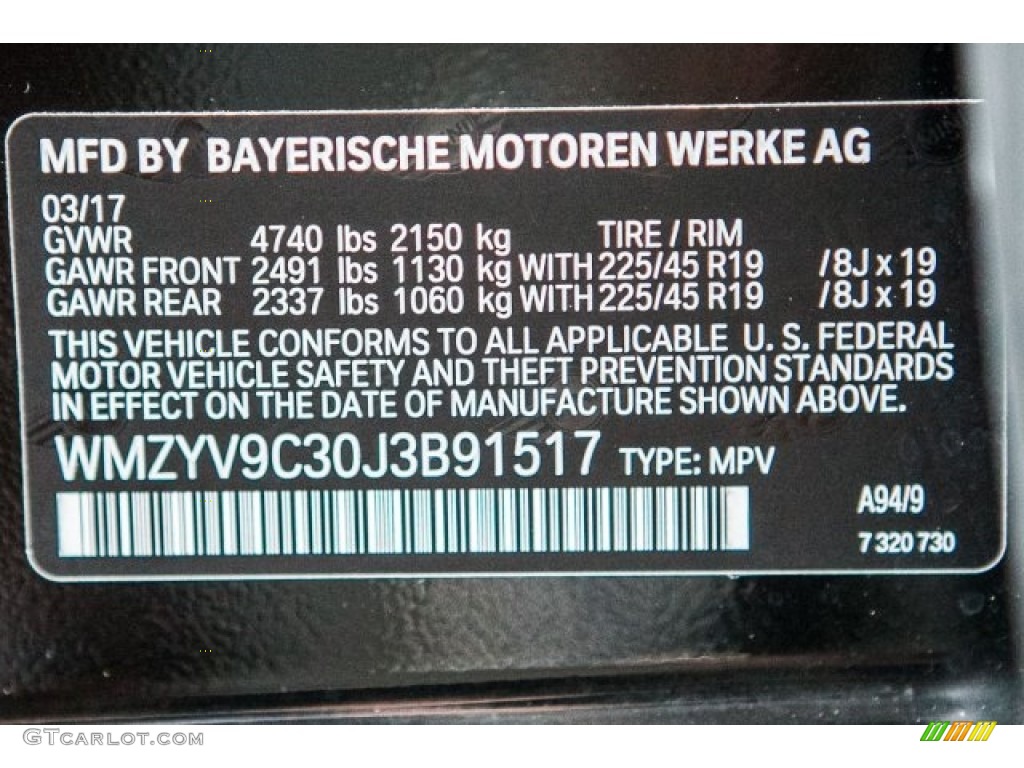 MFD BY BAYERISCHE MOTOREN WERKE AG
03/17
GVWR 4740 lbs 2150 kg TIRE / RIM
GAWR FRONT 2491 lbs 1130 kg WITH 225/45 R19 /8J x 19
GAWR REAR 2337 lbs 1060 kg WITH 225/45 R19 /8J x 19
THIS VEHICLE CONFORMS TO ALL APPLICABLE U. S. FEDERAL
MOTOR VEHICLE SAFETY AND THEFT PREVENTION STANDARDS
IN EFFECT ON THE DATE OF MANUFACTURE SHOWN ABOVE.
WMZYV9C30J3B91517 TYPE: MPV
A94/9
7 320 730
GTCARLOT.COM